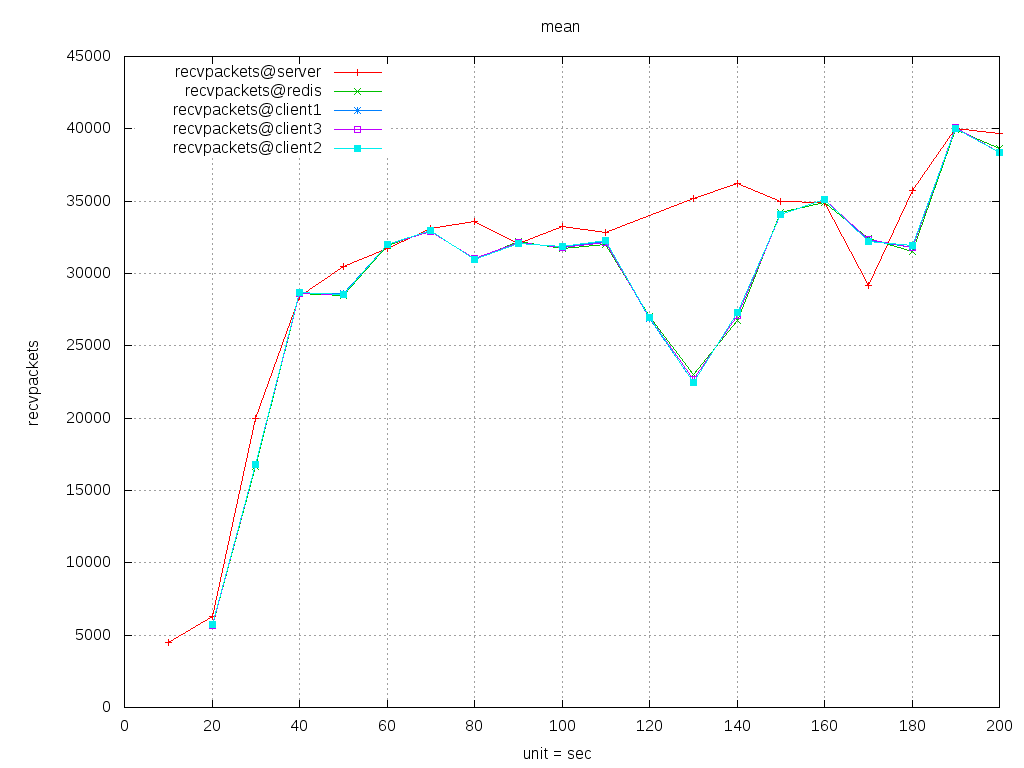 mean
45000
40000
35000
30000
25000
20000
15000
10000
5000
0
recvpackets
recvpackets@server
recvpackets@redis
recvpackets@client1
recvpackets@client3
recvpackets@client2
0 20 40 60 80 100 120 140 160 180 200
unit = sec